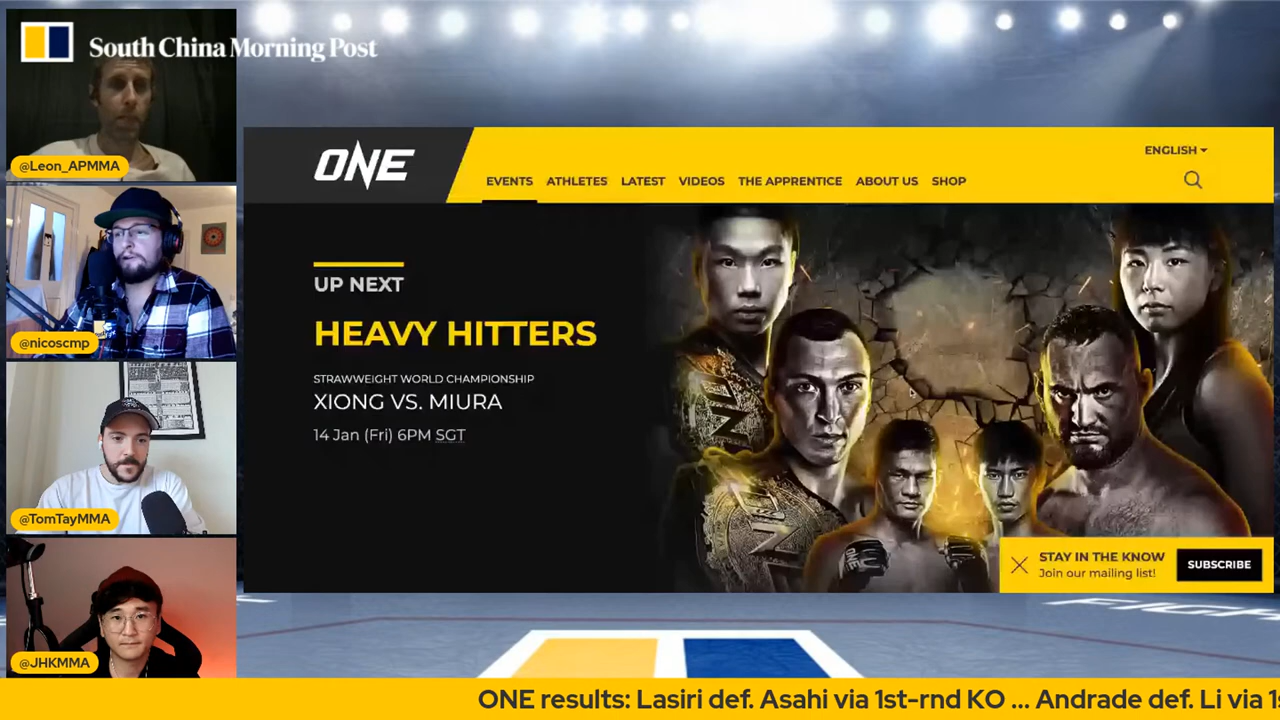 South China Morning Post
@Leon_APMMA
@nicoscmp
@TomTayMMA
@JHKMMA
ONE
ENGLISH
EVENTS ATHLETES LATEST VIDEOS THE APPRENTICE ABOUT US SHOP
UP NEXT
HEAVY HITTERS
STRAWWEIGHT WORLD CHAMPIONSHIP
XIONG VS. MIURA
14 Jan (Fri) 6PM SGT
STAY IN THE KNOW
Join our mailing list!
SUBSCRIBE
ONE results: Lasiri def. Asahi via 1st-rnd KO ... Andrade def. Li via 1s